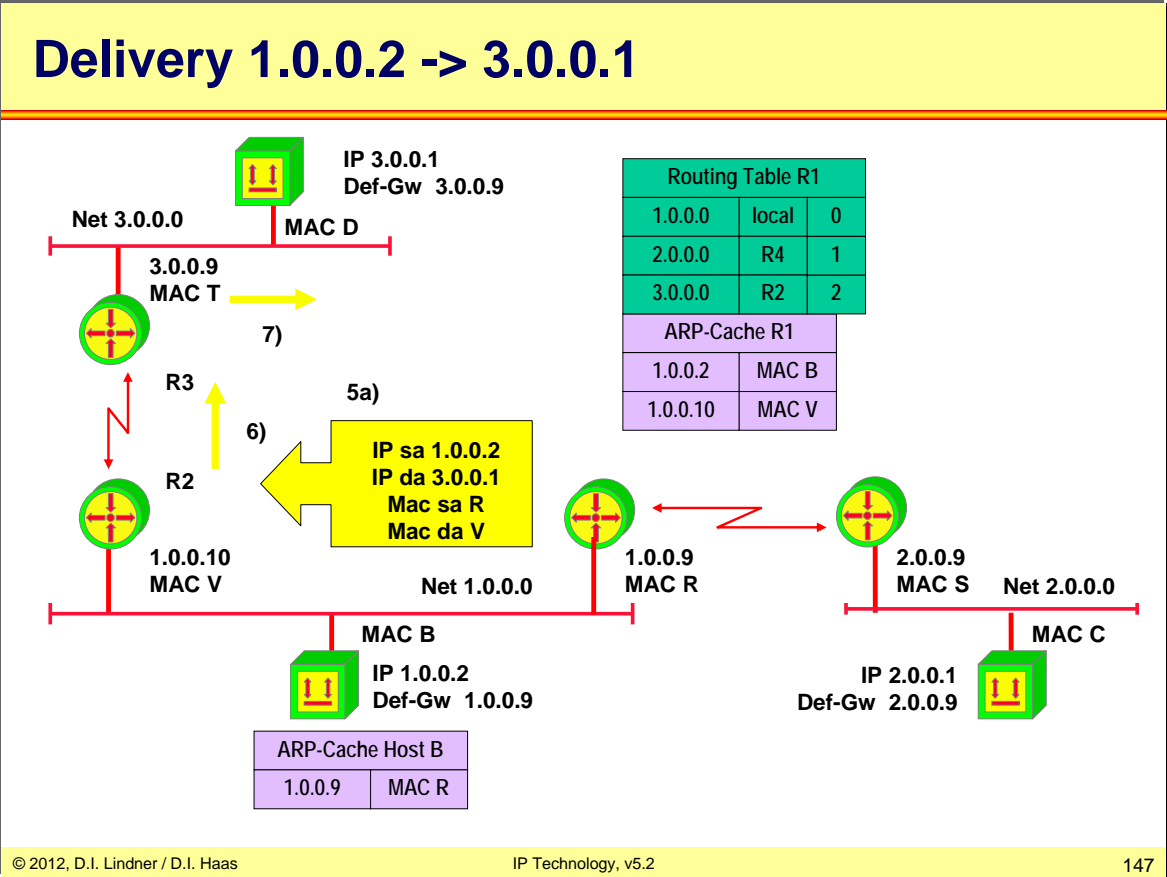 Delivery 1.0.0.2 -> 3.0.0.1
IP 3.0.0.1
Def-Gw 3.0.0.9
Net 3.0.0.0
MAC D
3.0.0.9
MAC T
7)
R3
Routing Table R1
1.0.0.0 local 0
2.0.0.0 R4 1
3.0.0.0 R2 2
ARP-Cache R1
1.0.0.2 MAC B
1.0.0.10 MAC V
5a)
6)
IP sa 1.0.0.2
IP da 3.0.0.1
Mac sa R
Mac da V
R2
1.0.0.10
MAC V
Net 1.0.0.0
1.0.0.9
MAC R
2.0.0.9
MAC S
Net 2.0.0.0
MAC B
IP 1.0.0.2
Def-Gw 1.0.0.9
MAC C
IP 2.0.0.1
Def-Gw 2.0.0.9
ARP-Cache Host B
1.0.0.9 MAC R
© 2012, D.I. Lindner / D.I. Haas
IP Technology, v5.2
147